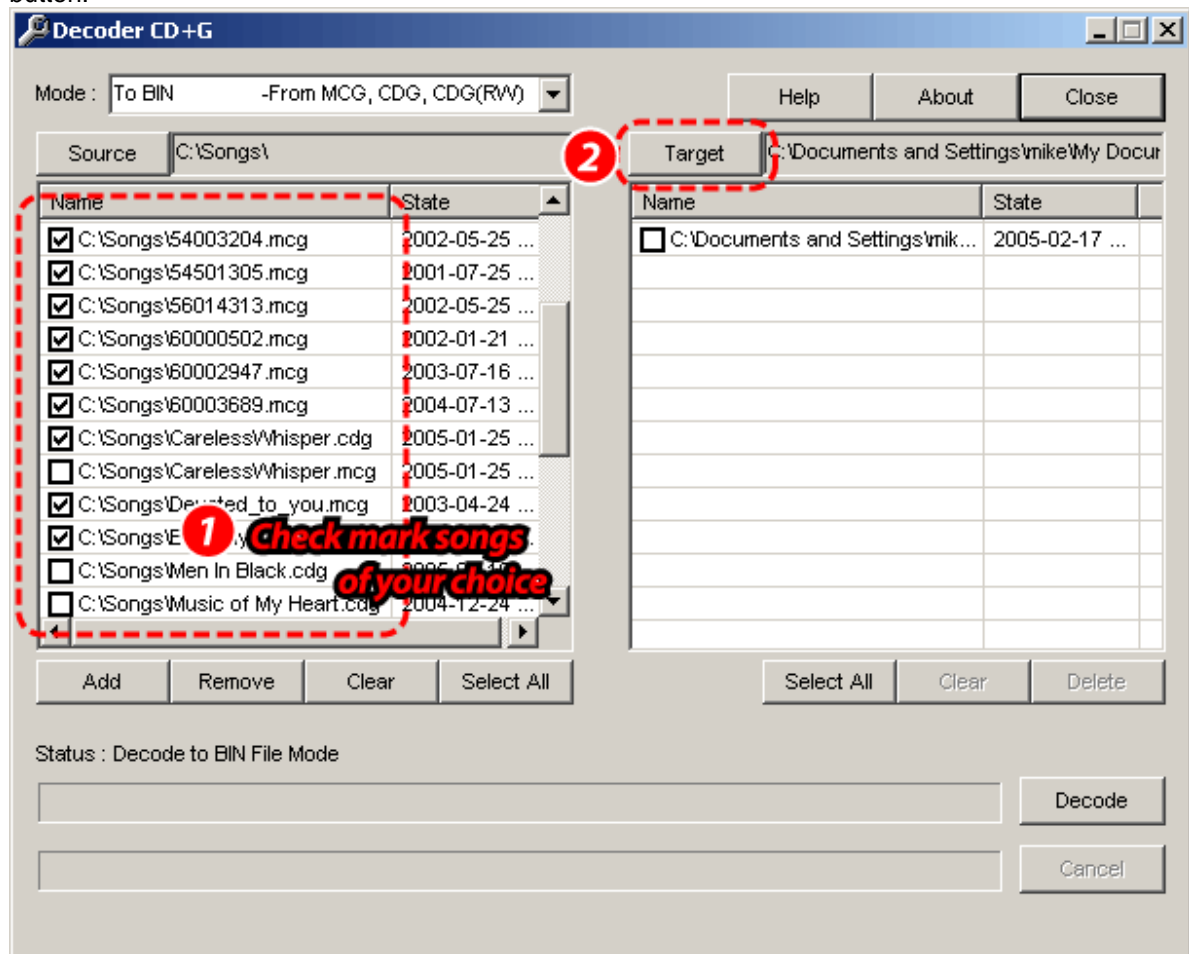 button.
Decoder CD+G
Mode : To BIN -From MCG, CDG, CDG(RW)
Help About Close
Source C:\Songs\
2 Target C:\Documents and Settings\mike\My Docur
Name State
C:\Songs\54003204.mcg 2002-05-25 ...
C:\Songs\54501305.mcg 2001-07-25 ...
C:\Songs\56014313.mcg 2002-05-25 ...
C:\Songs\60000502.mcg 2002-01-21 ...
C:\Songs\60002947.mcg 2003-07-16 ...
C:\Songs\60003689.mcg 2004-07-13 ...
C:\Songs\CarelessWhisper.cdg 2005-01-25 ...
C:\Songs\CarelessWhisper.mcg 2005-01-25 ...
C:\Songs\Devoted_to_you.mcg 2003-04-24 ...
C:\Songs\E
1 Check mark songs
of your choice
C:\Songs\Men In Black.cdg
C:\Songs\Music of My Heart.cdg 2004-12-24 ...
Name State
C:\Documents and Settings\mik... 2005-02-17 ...
Add Remove Clear Select All
Select All Clear Delete
Status : Decode to BIN File Mode
Decode
Cancel